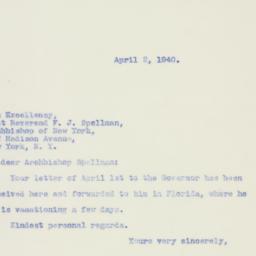 April 2, 1940.
Excellency,
Reverend F. J. Spellman,
hbishop of New York,
Madison Avenue,
York, N. Y.
dear Archbishop Spellman:
Your letter of April 1st to the Governor has been
eived here and forwarded to him in Florida, where he
is vacationing a few days.
Kindest personal regards.
Yours very sincerely,